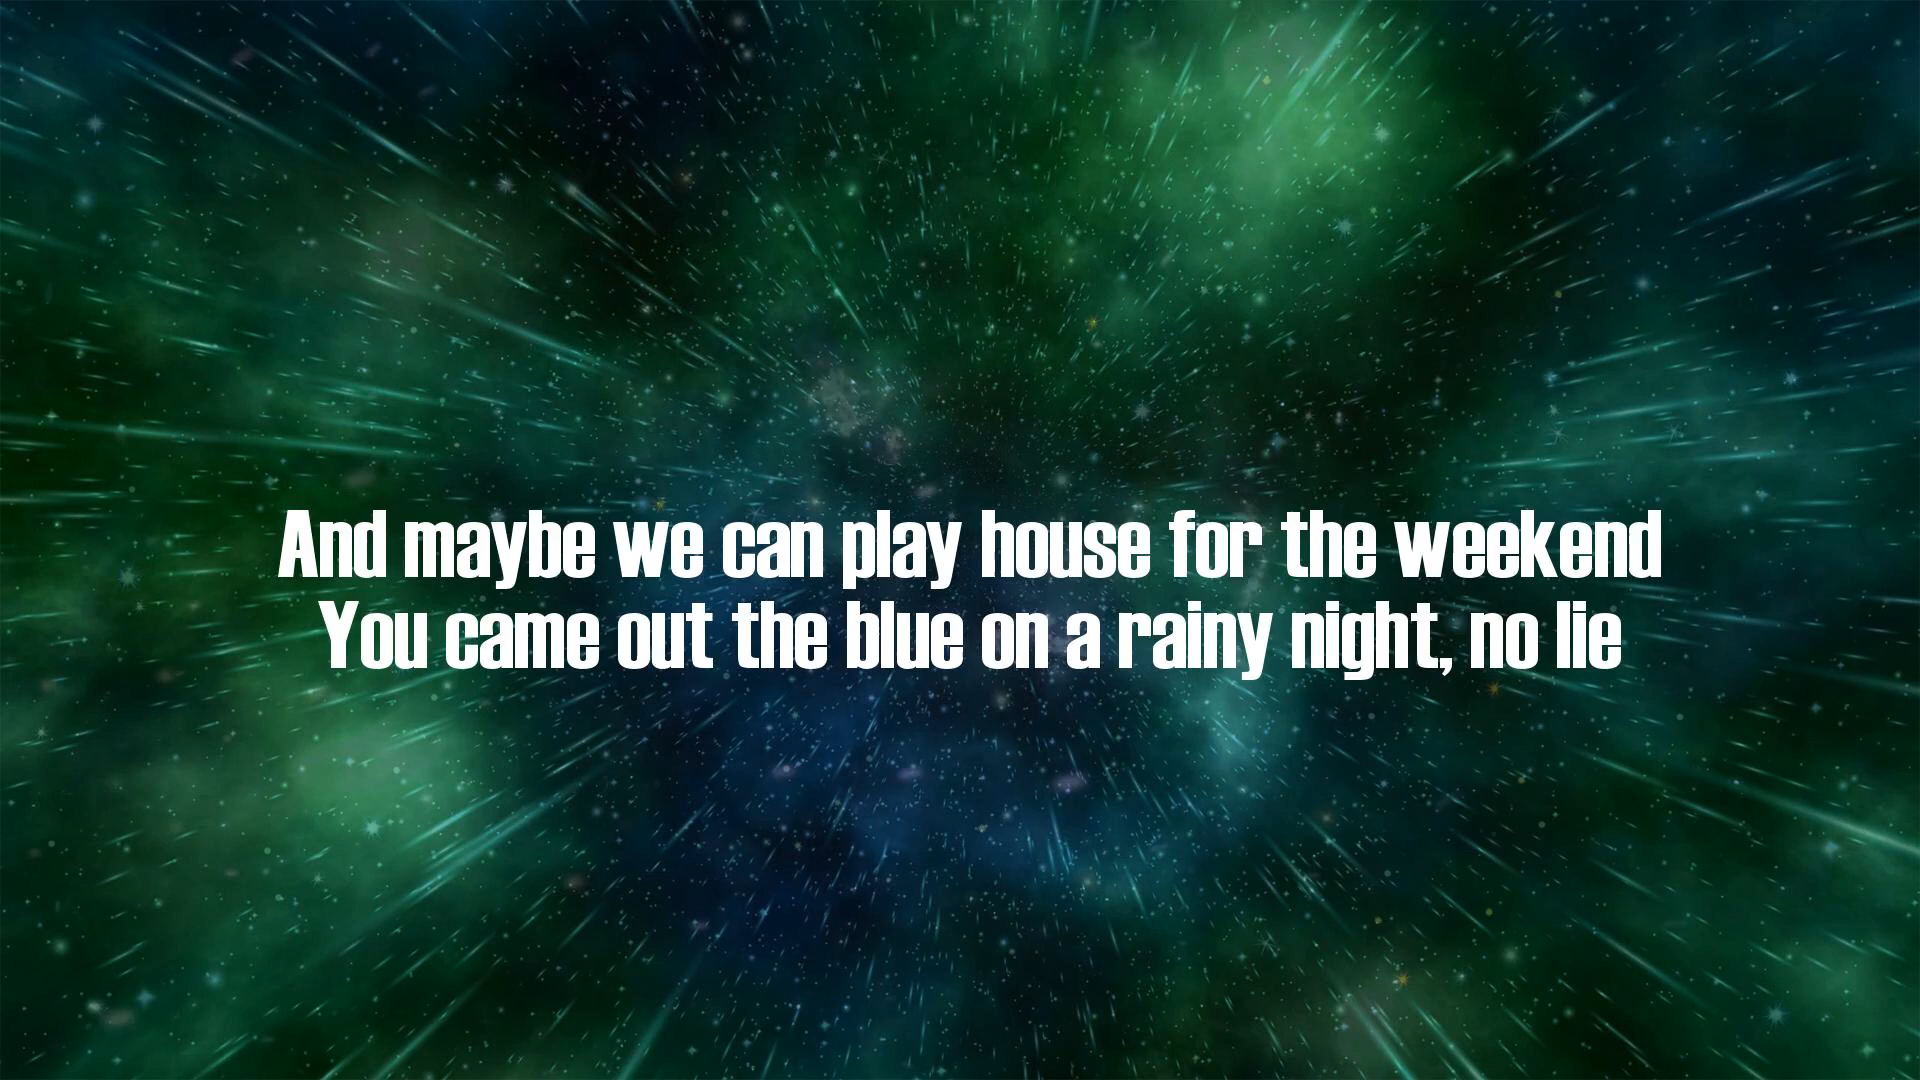 And maybe we can play house for the weekend
You came out the blue on a rainy night, no lie